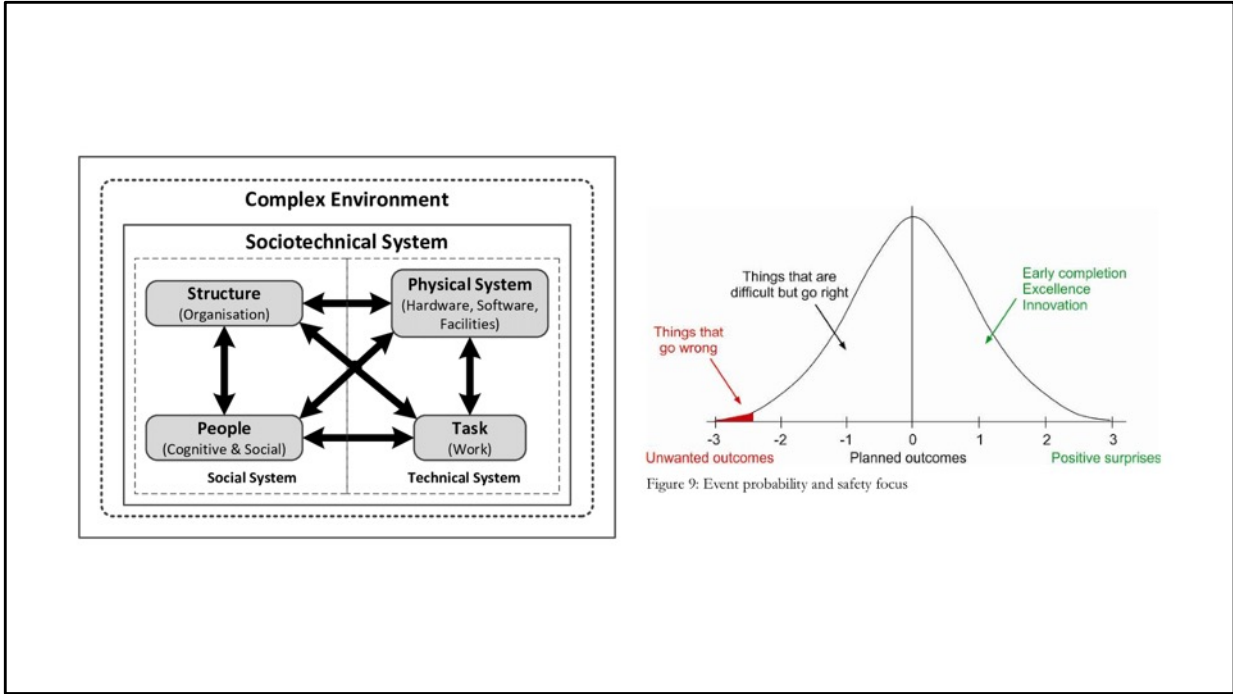 Complex Environment
Sociotechnical System
Structure
(Organisation)
Physical System
(Hardware, Software,
Facilities)
People
(Cognitive & Social)
Task
(Work)
Social System
Technical System
Things that are
difficult but go right
Early completion
Excellence
Innovation
Things that
go wrong
-3
-2
-1
0
1
2
3
Unwanted outcomes
Planned outcomes
Positive surprises
Figure 9: Event probability and safety focus